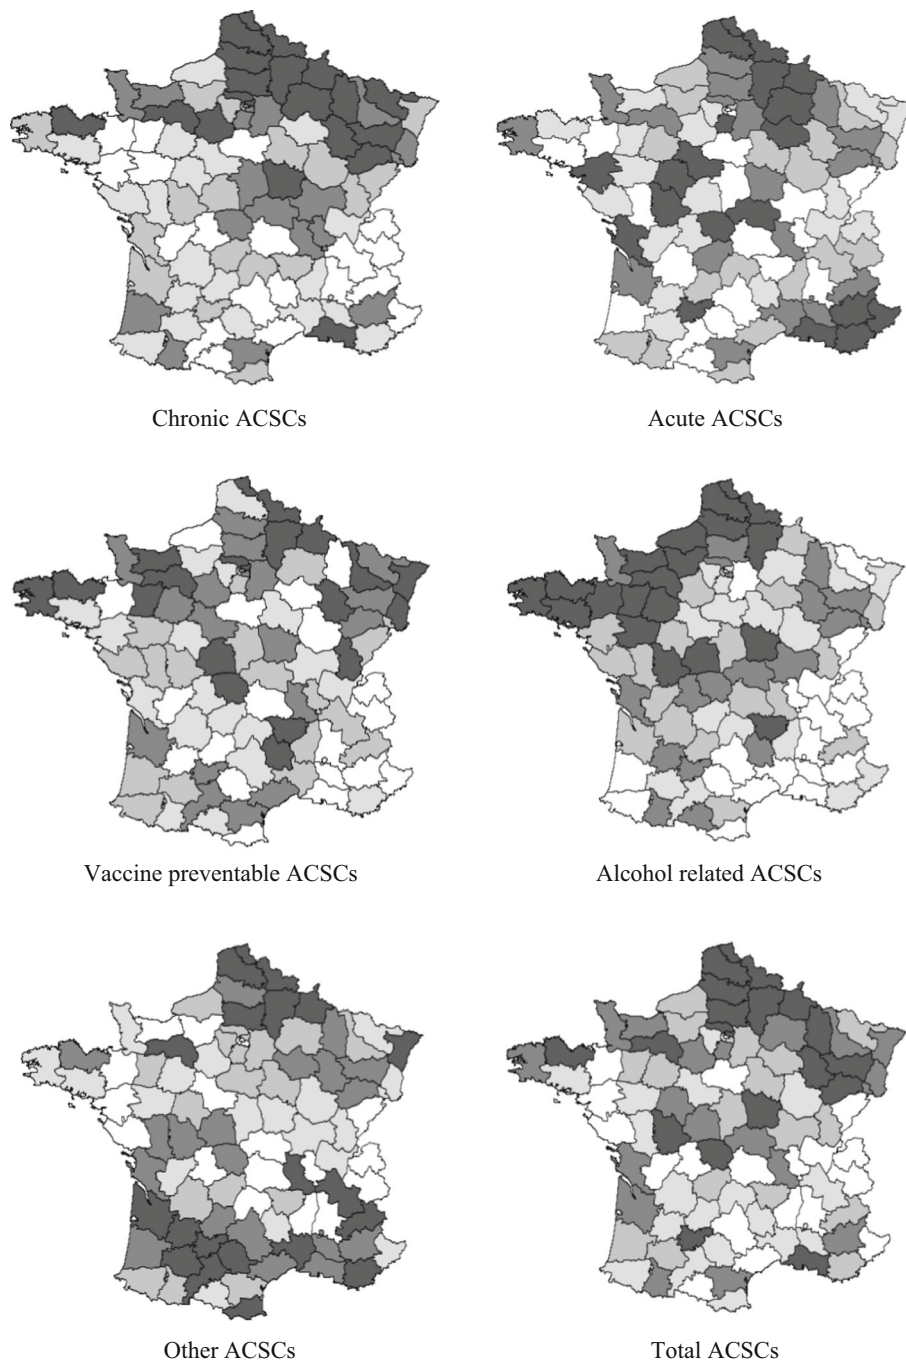 Chronic ACSCs
Acute ACSCs
Vaccine preventable ACSCs
Alcohol related ACSCs
Other ACSCs
Total ACSCs